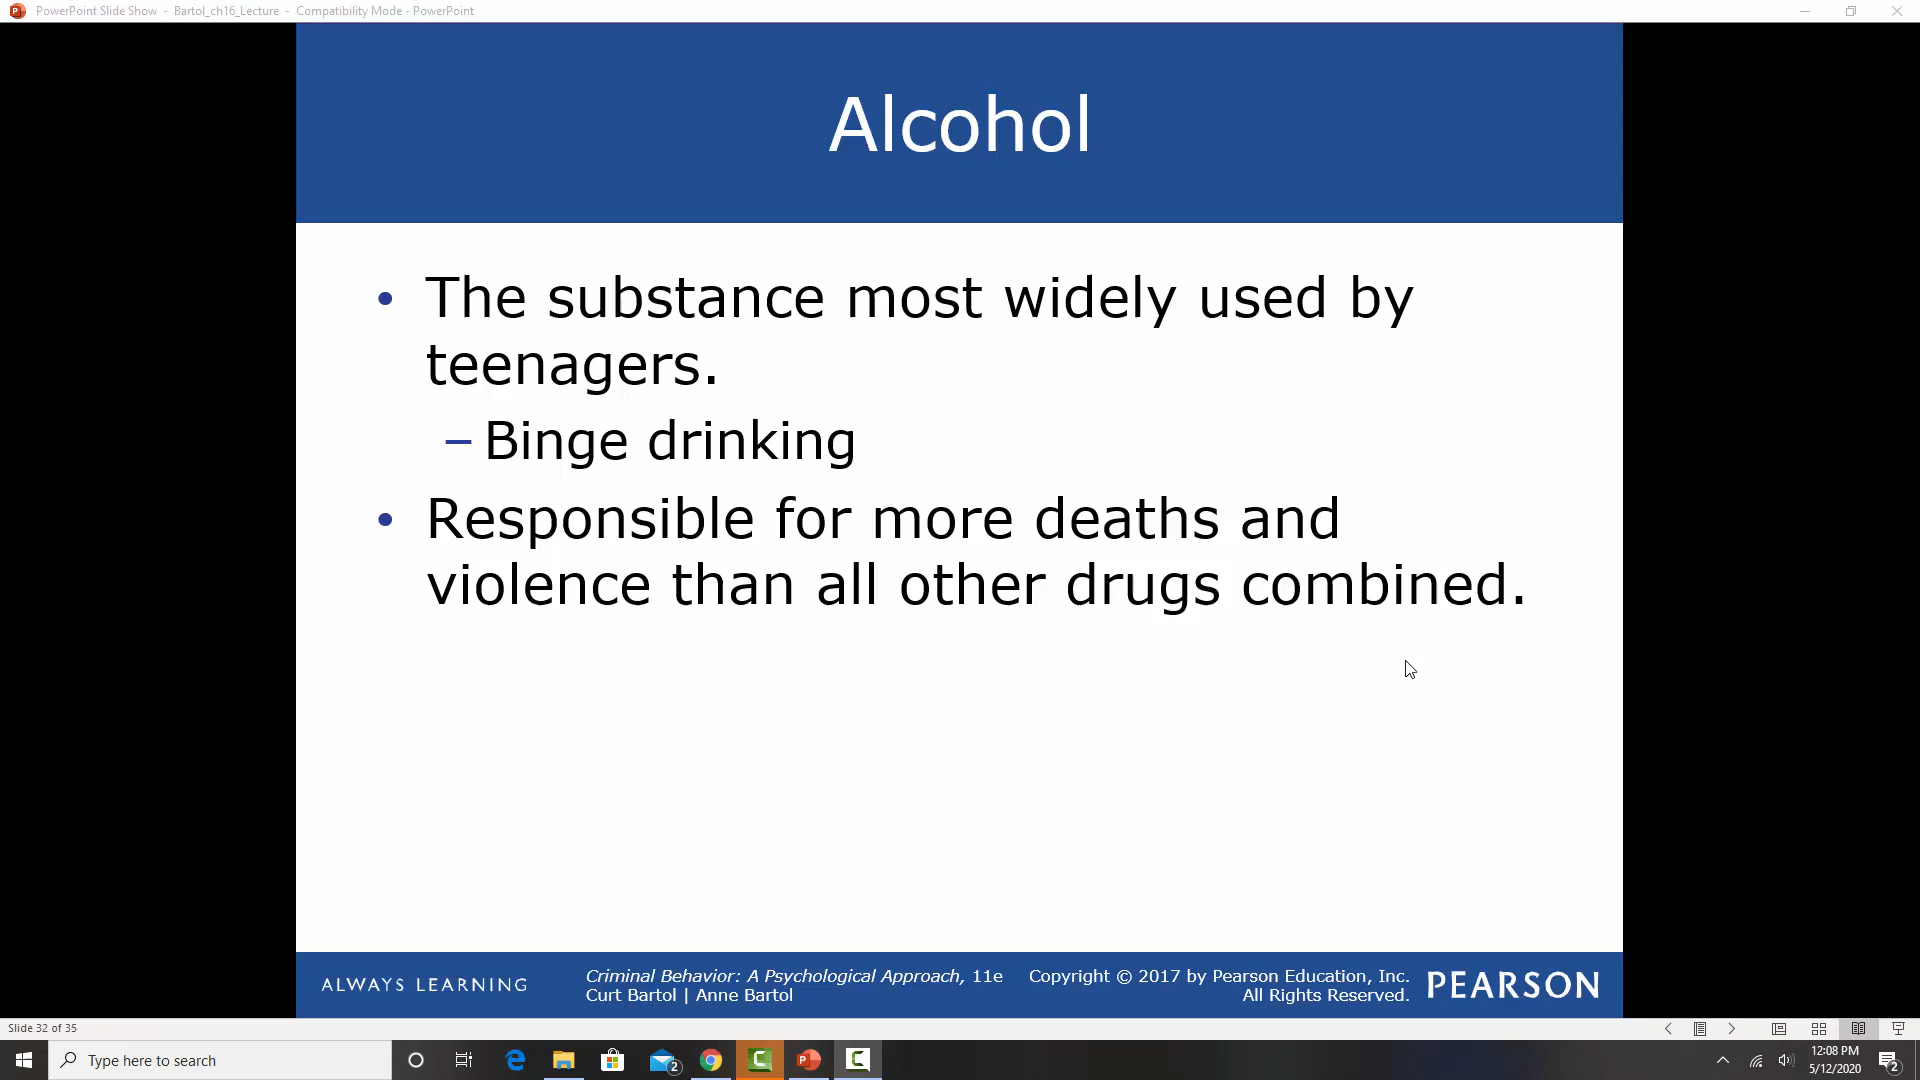 PowerPoint Slide Show - Bartol_ch16_Lecture - Compatibility Mode - PowerPoint
Alcohol
• The substance most widely used by
teenagers.
– Binge drinking
• Responsible for more deaths and
violence than all other drugs combined.
ALWAYS LEARNING
Criminal Behavior: A Psychological Approach, 11e
Curt Bartol | Anne Bartol
Copyright © 2017 by Pearson Education, Inc.
All Rights Reserved.
PEARSON
Slide 32 of 35
Type here to search
2
12:08 PM
5/12/2020
2